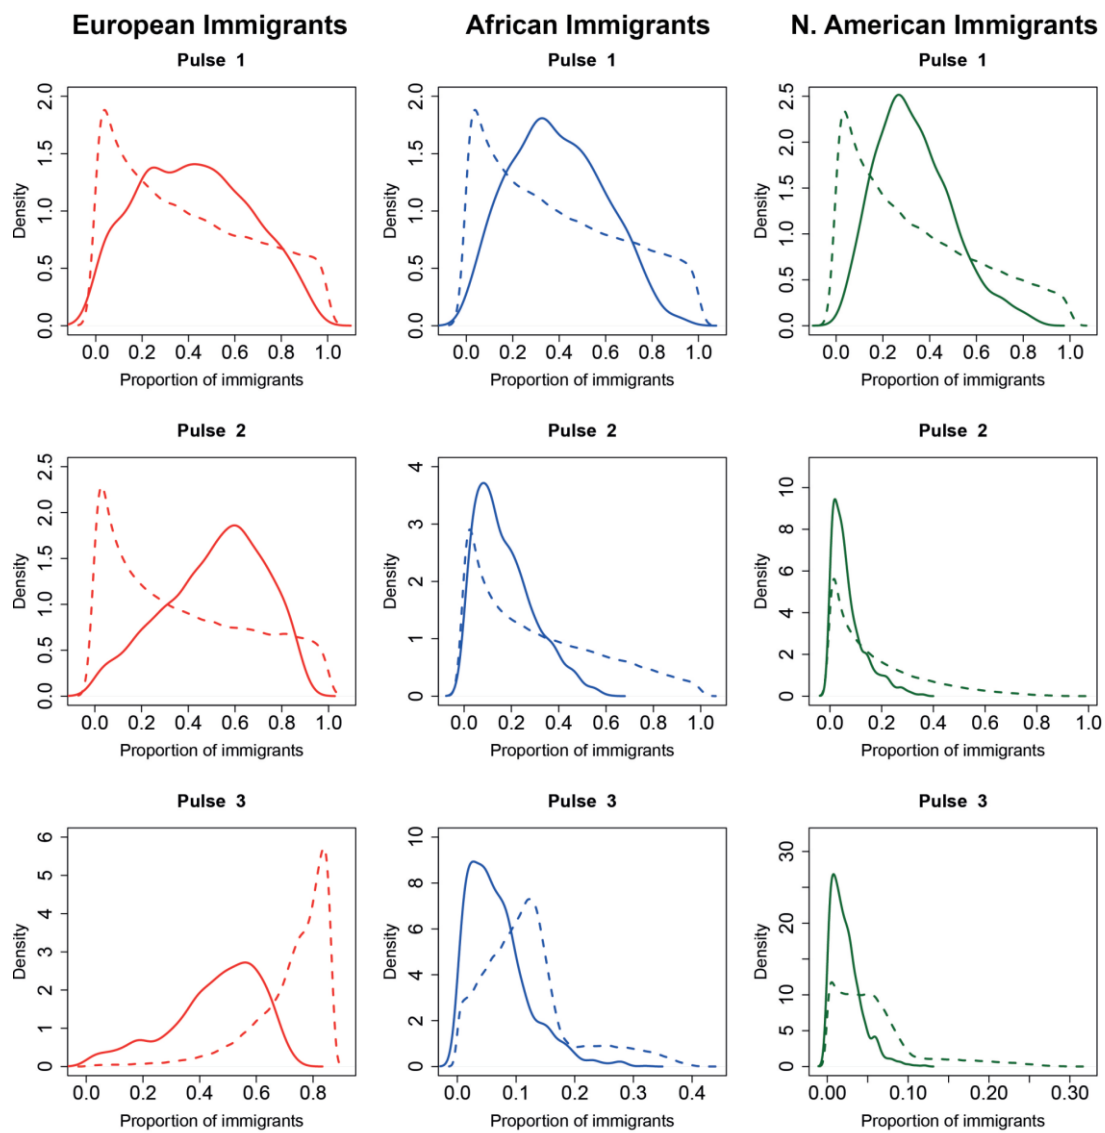 European Immigrants African Immigrants N. American Immigrants
Pulse 1 Pulse 1 Pulse 1
Density
0.0 0.5 1.0 1.5 2.0
0.0 0.2 0.4 0.6 0.8 1.0
Proportion of immigrants
Density
0.0 0.5 1.0 1.5 2.0
0.0 0.2 0.4 0.6 0.8 1.0
Proportion of immigrants
Density
0.0 0.5 1.0 1.5 2.0 2.5
0.0 0.2 0.4 0.6 0.8 1.0
Proportion of immigrants
Pulse 2 Pulse 2 Pulse 2
Density
0.0 0.5 1.0 1.5 2.0 2.5
0.0 0.2 0.4 0.6 0.8 1.0
Proportion of immigrants
Density
0 1 2 3 4
0.0 0.2 0.4 0.6 0.8 1.0
Proportion of immigrants
Density
0 2 4 6 8 10
0.0 0.2 0.4 0.6 0.8 1.0
Proportion of immigrants
Pulse 3 Pulse 3 Pulse 3
Density
0 1 2 3 4 5 6
0.0 0.2 0.4 0.6 0.8
Proportion of immigrants
Density
0 2 4 6 8 10
0.0 0.1 0.2 0.3 0.4
Proportion of immigrants
Density
0 5 10 20 30
0.00 0.10 0.20 0.30
Proportion of immigrants